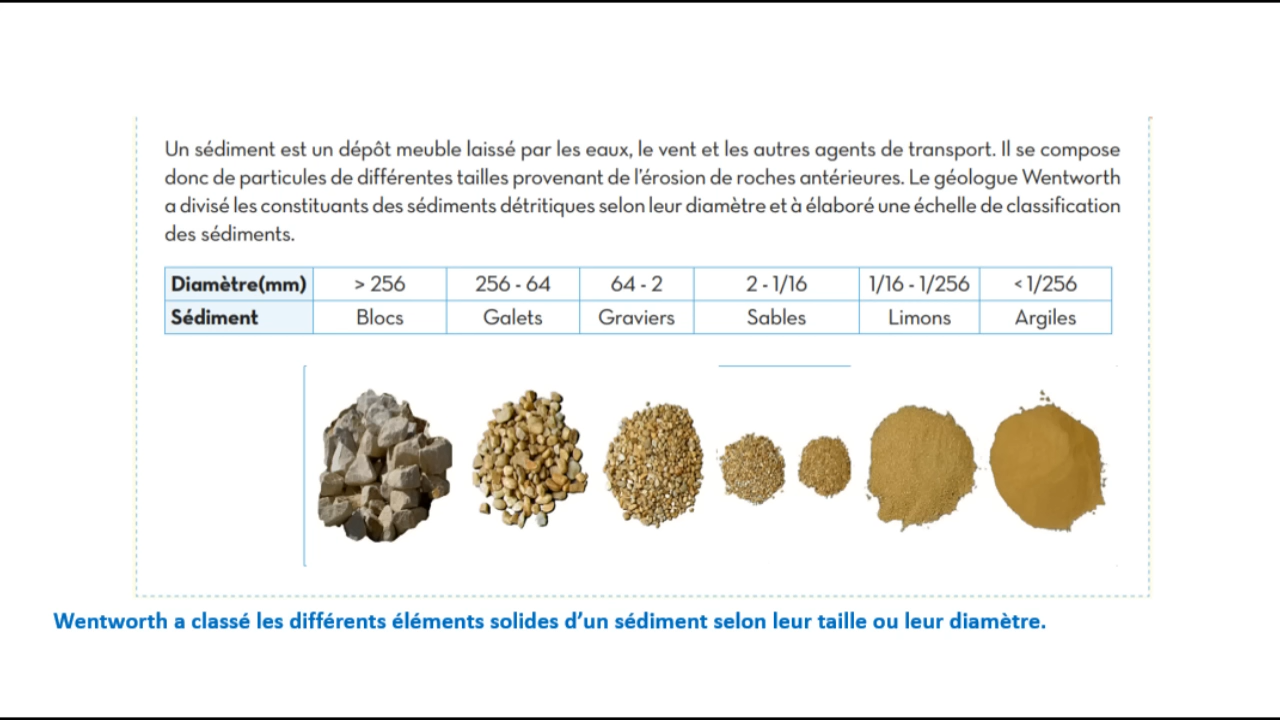 Un sédiment est un dépôt meuble laissé par les eaux, le vent et les autres agents de transport. Il se compose
donc de particules de différentes tailles provenant de l'érosion de roches antérieures. Le géologue Wentworth
a divisé les constituants des sédiments détritiques selon leur diamètre et à élaboré une échelle de classification
des sédiments.
Diamètre(mm) > 256 256 - 64 64 - 2 2 - 1/16 1/16 - 1/256 < 1/256
Sédiment Blocs Galets Graviers Sables Limons Argiles
Wentworth a classé les différents éléments solides d'un sédiment selon leur taille ou leur diamètre.